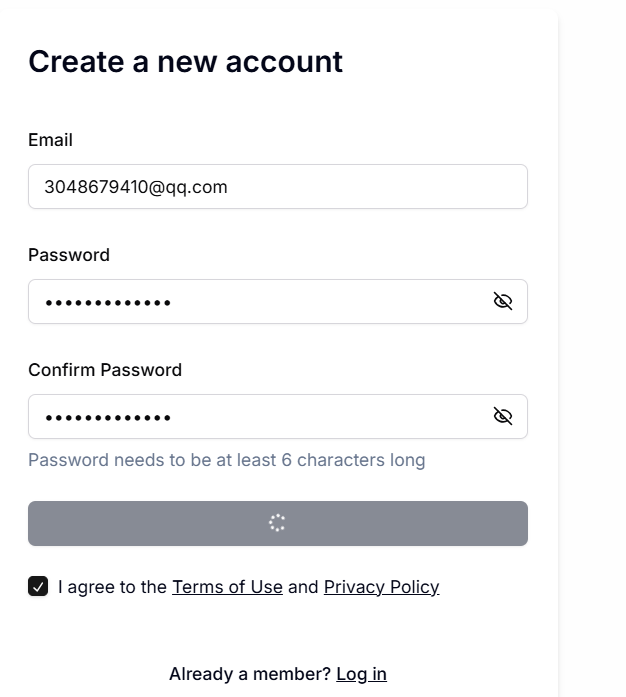 Create a new account
Email
3048679410@qq.com
Password
•••••••••••••
Confirm Password
•••••••••••••
Password needs to be at least 6 characters long
I agree to the Terms of Use and Privacy Policy
Already a member? Log in